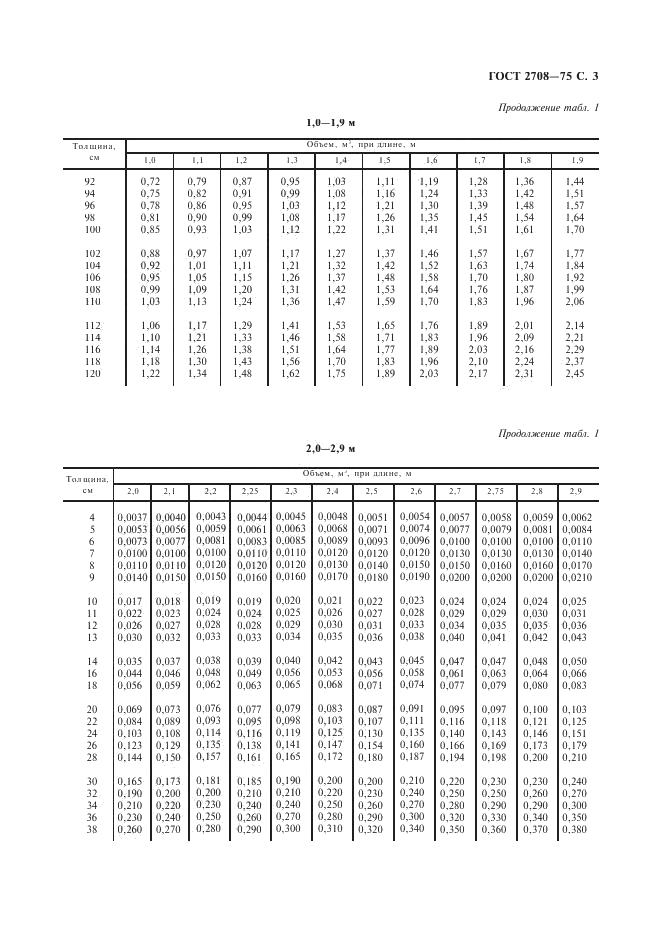 ГОСТ 2708—75 С. 3
Продолжение табл. 1
1,0—1,9 м
Толщина, см Объем, м³, при длине, м
1,0 1,1 1,2 1,3 1,4 1,5 1,6 1,7 1,8 1,9
92 0,72 0,79 0,87 0,95 1,03 1,11 1,19 1,28 1,36 1,44
94 0,75 0,82 0,91 0,99 1,08 1,16 1,24 1,33 1,42 1,51
96 0,78 0,86 0,95 1,03 1,12 1,21 1,30 1,39 1,48 1,57
98 0,81 0,90 0,99 1,08 1,17 1,26 1,35 1,45 1,54 1,64
100 0,85 0,93 1,03 1,12 1,22 1,31 1,41 1,51 1,61 1,70
102 0,88 0,97 1,07 1,17 1,27 1,37 1,46 1,57 1,67 1,77
104 0,92 1,01 1,11 1,21 1,32 1,42 1,52 1,63 1,74 1,84
106 0,95 1,05 1,15 1,26 1,37 1,48 1,58 1,70 1,80 1,92
108 0,99 1,09 1,20 1,31 1,42 1,53 1,64 1,76 1,87 1,99
110 1,03 1,13 1,24 1,36 1,47 1,59 1,70 1,83 1,96 2,06
112 1,06 1,17 1,29 1,41 1,53 1,65 1,76 1,89 2,01 2,14
114 1,10 1,21 1,33 1,46 1,58 1,71 1,83 1,96 2,09 2,21
116 1,14 1,26 1,38 1,51 1,64 1,77 1,89 2,03 2,16 2,29
118 1,18 1,30 1,43 1,56 1,70 1,83 1,96 2,10 2,24 2,37
120 1,22 1,34 1,48 1,62 1,75 1,89 2,03 2,17 2,31 2,45
Продолжение табл. 1
2,0—2,9 м
Толщина, см Объем, м³, при длине, м
2,0 2,1 2,2 2,25 2,3 2,4 2,5 2,6 2,7 2,75 2,8 2,9
4 0,0037 0,0040 0,0043 0,0044 0,0045 0,0048 0,0051 0,0054 0,0057 0,0058 0,0059 0,0062
5 0,0053 0,0056 0,0059 0,0061 0,0063 0,0068 0,0071 0,0074 0,0077 0,0079 0,0081 0,0084
6 0,0073 0,0077 0,0081 0,0083 0,0085 0,0089 0,0093 0,0096 0,0100 0,0100 0,0100 0,0110
7 0,0100 0,0100 0,0100 0,0110 0,0110 0,0120 0,0120 0,0120 0,0130 0,0130 0,0130 0,0140
8 0,0110 0,0110 0,0120 0,0120 0,0120 0,0130 0,0140 0,0150 0,0150 0,0160 0,0160 0,0170
9 0,0140 0,0150 0,0150 0,0160 0,0160 0,0170 0,0180 0,0190 0,0200 0,0200 0,0200 0,0210
10 0,017 0,018 0,019 0,019 0,020 0,021 0,022 0,023 0,024 0,024 0,024 0,025
11 0,022 0,023 0,024 0,024 0,025 0,026 0,027 0,028 0,029 0,029 0,030 0,031
12 0,026 0,027 0,028 0,028 0,029 0,030 0,031 0,033 0,034 0,035 0,035 0,036
13 0,030 0,032 0,033 0,033 0,034 0,035 0,036 0,038 0,040 0,041 0,042 0,043
14 0,035 0,037 0,038 0,039 0,040 0,042 0,043 0,045 0,047 0,047 0,048 0,050
16 0,044 0,046 0,048 0,049 0,056 0,053 0,056 0,058 0,061 0,063 0,064 0,066
18 0,056 0,059 0,062 0,063 0,065 0,068 0,071 0,074 0,077 0,079 0,080 0,083
20 0,069 0,073 0,076 0,077 0,079 0,083 0,087 0,091 0,095 0,097 0,100 0,103
22 0,084 0,089 0,093 0,095 0,098 0,103 0,107 0,111 0,116 0,118 0,121 0,125
24 0,103 0,108 0,114 0,116 0,119 0,125 0,130 0,135 0,140 0,143 0,146 0,151
26 0,123 0,129 0,135 0,138 0,141 0,147 0,154 0,160 0,166 0,169 0,173 0,179
28 0,144 0,150 0,157 0,161 0,165 0,172 0,180 0,187 0,194 0,198 0,200 0,210
30 0,165 0,173 0,181 0,185 0,190 0,200 0,200 0,210 0,220 0,230 0,230 0,240
32 0,190 0,200 0,200 0,210 0,210 0,220 0,230 0,240 0,250 0,250 0,260 0,270
34 0,210 0,220 0,230 0,240 0,240 0,250 0,260 0,270 0,280 0,290 0,290 0,300
36 0,230 0,240 0,250 0,260 0,270 0,280 0,290 0,300 0,320 0,330 0,340 0,350
38 0,260 0,270 0,280 0,290 0,300 0,310 0,320 0,340 0,350 0,360 0,370 0,380